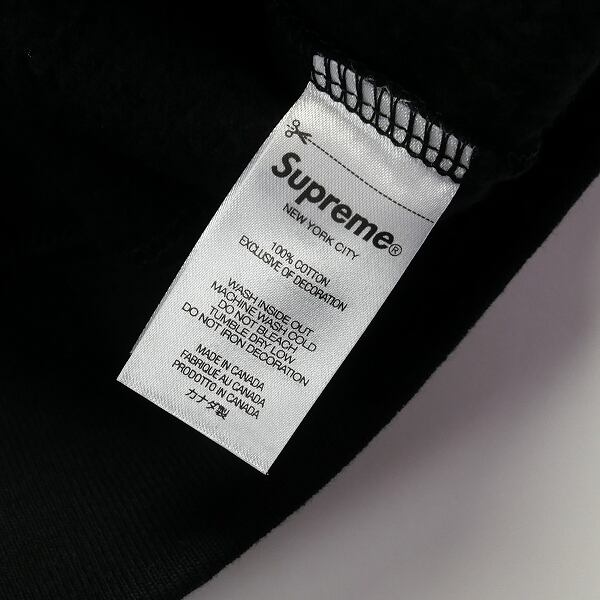 Supreme®
NEW YORK CITY
100% COTTON
EXCLUSIVE OF DECORATION
WASH INSIDE OUT
MACHINE WASH COLD
DO NOT BLEACH
TUMBLE DRY LOW
DO NOT IRON DECORATION
MADE IN CANADA
FABRIQUÉ AU CANADA
PRODOTTO IN CANADA
カナダ製